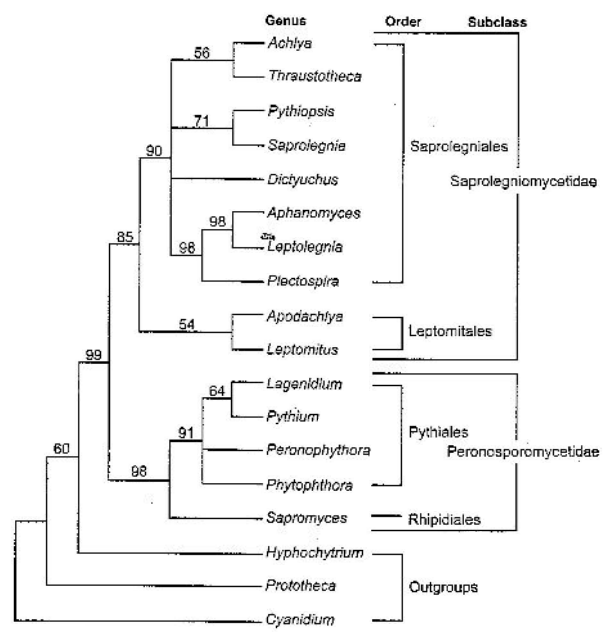 Genus Order Subclass
Achlya
56
Thraustotheca
Pythiopsis
71
Saprolegnia
Saprolegniales
90
Dictyuchus
Saprolegniomycetidae
Aphanomyces
98
85
98
Leptolegnia
Plectospira
Apodachlya
54
Leptomitales
Leptomitus
99
Lagenidium
64
Pythium
91
Pythiales
60
Peronophythora
Peronosporomycetidae
98
Phytophthora
Sapromyces
Rhipidiales
Hyphochytrium
Prototheca
Outgroups
Cyanidium